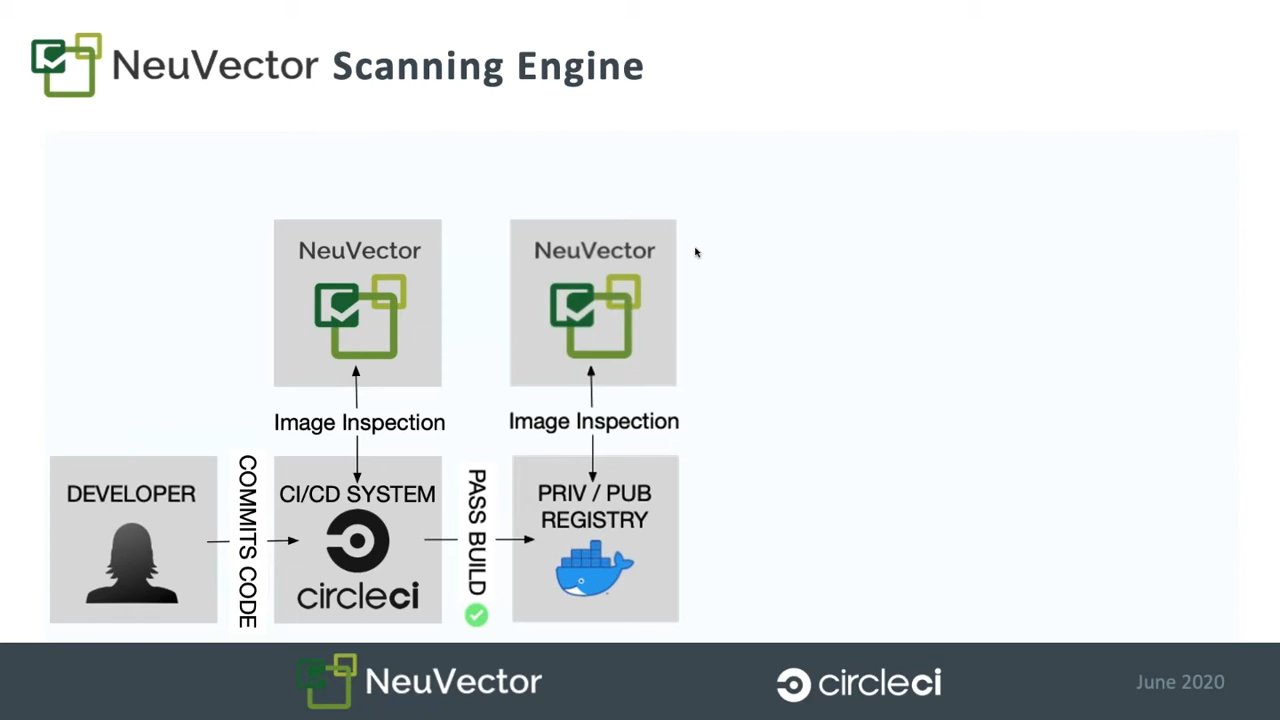 NeuVector Scanning Engine
NeuVector
NeuVector
Image Inspection
Image Inspection
DEVELOPER
COMMITS CODE
CI/CD SYSTEM
circleci
PASS BUILD
PRIV / PUB
REGISTRY
NeuVector
circleci
June 2020